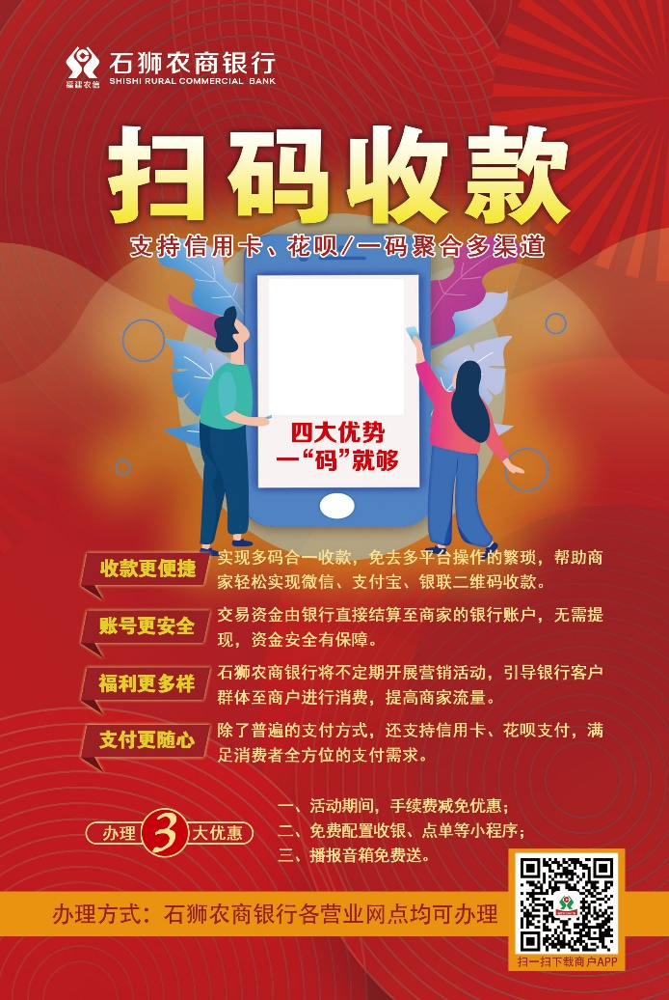 福建农信
石狮农商银行
SHISHI RURAL COMMERCIAL BANK
扫码收款
支持信用卡、花呗/一码聚合多渠道
四大优势
一“码”就够
收款更便捷
实现多码合一收款，免去多平台操作的繁琐，帮助商
家轻松实现微信、支付宝、银联二维码收款。
账号更安全
交易资金由银行直接结算至商家的银行账户，无需提
现，资金安全有保障。
福利更多样
石狮农商银行将不定期开展营销活动，引导银行客户
群体至商户进行消费，提高商家流量。
支付更随心
除了普遍的支付方式，还支持信用卡、花呗支付，满
足消费者全方位的支付需求。
办理3大优惠
一、活动期间，手续费减免优惠；
二、免费配置收银、点单等小程序；
三、播报音箱免费送。
办理方式：石狮农商银行各营业网点均可办理
扫一扫下载商户APP